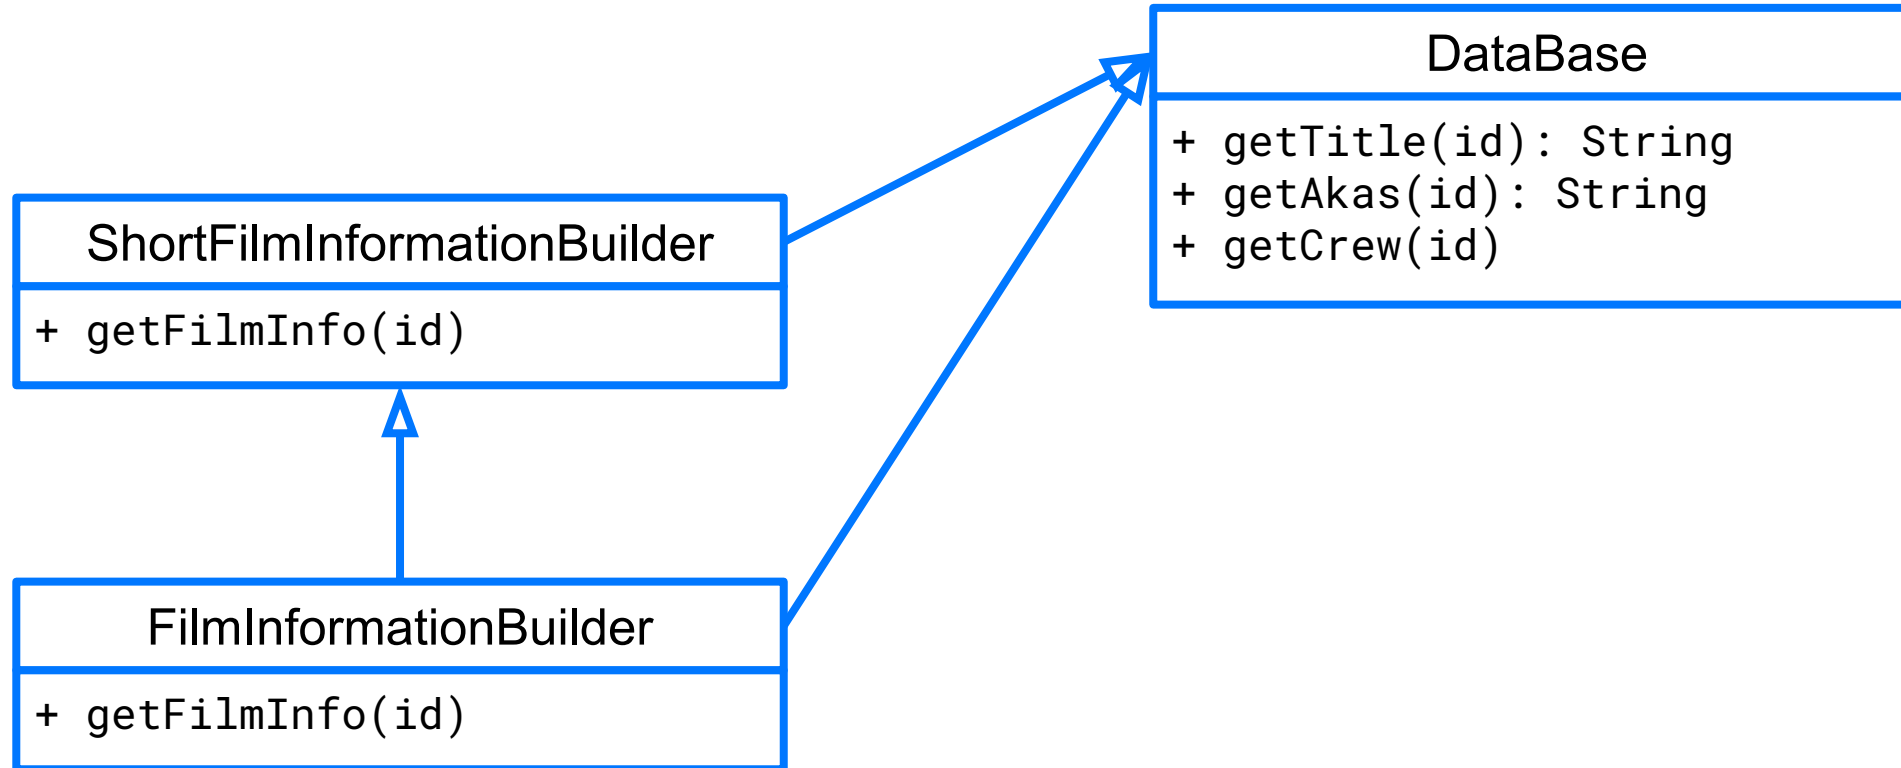 DataBase
+ getTitle(id): String
+ getAkas(id): String
+ getCrew(id)
ShortFilmInformationBuilder
+ getFilmInfo(id)
FilmInformationBuilder
+ getFilmInfo(id)